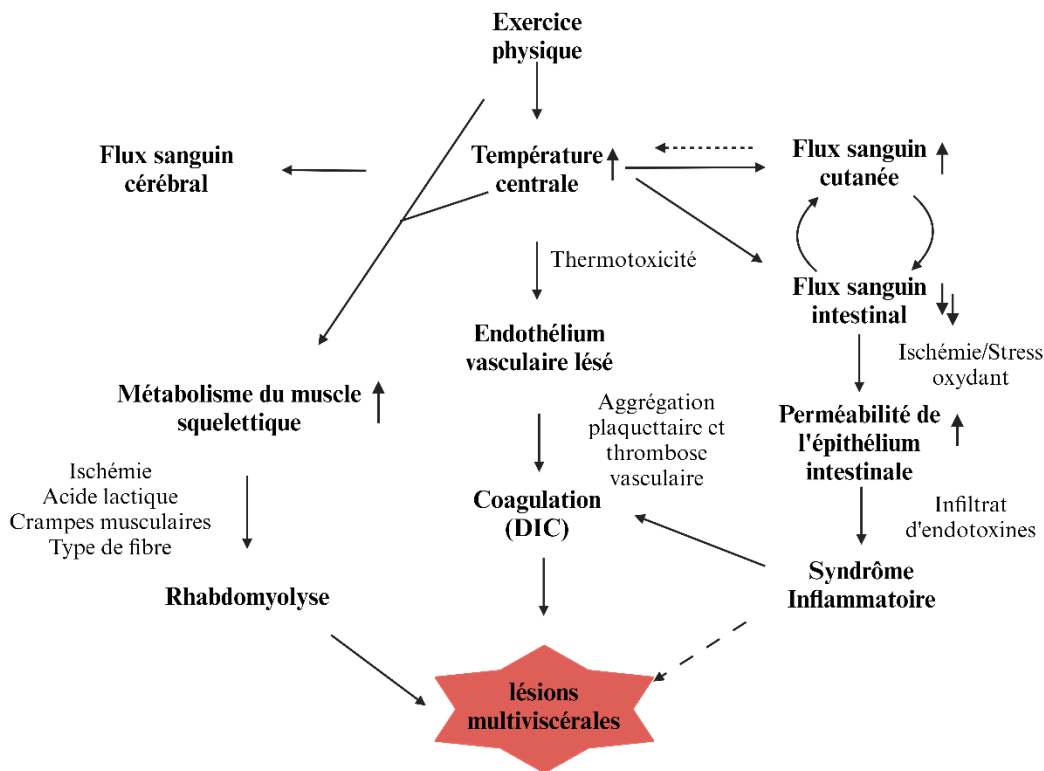 Exercice
physique
Flux sanguin
cérébral
Température
centrale
Flux sanguin
cutanée
Thermotoxicité
Flux sanguin
intestinal
Endothélium
vasculaire lésé
Ischémie/Stress
oxydant
Métabolisme du muscle
squelettique
Aggrégation
plaquettaire et
thrombose
vasculaire
Perméabilité de
l'épithélium
intestinale
Ischémie
Acide lactique
Crampes musculaires
Type de fibre
Coagulation
(DIC)
Infiltrat
d'endotoxines
Rhabdomyolyse
Syndrôme
Inflammatoire
lésions
multiviscérales